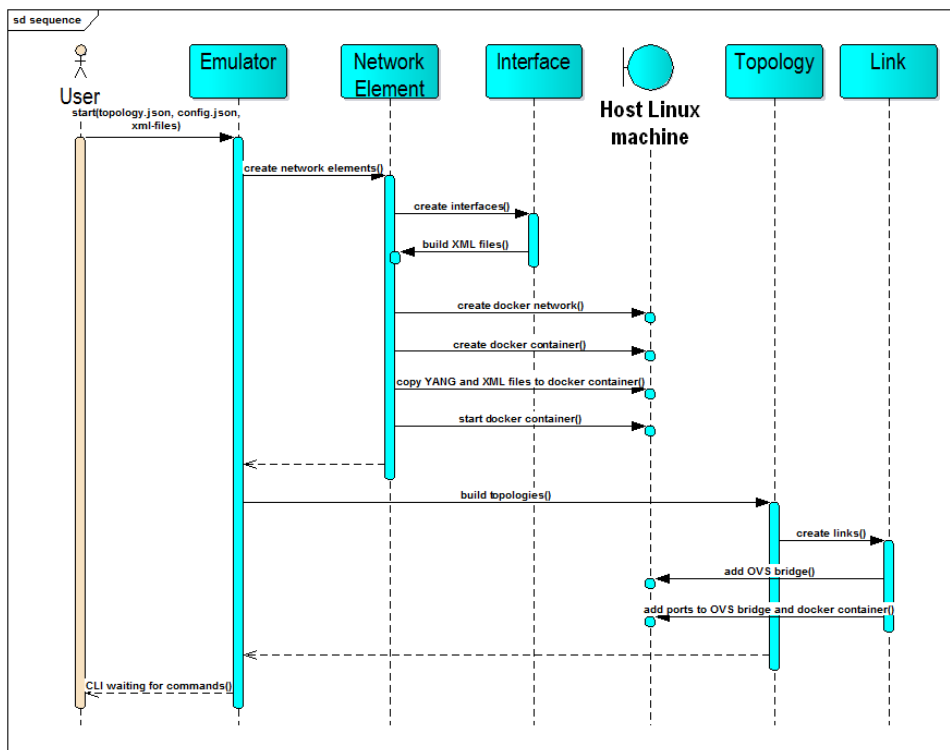 sd sequence
User
Emulator
Network
Element
Interface
Host Linux
machine
Topology
Link
start(topology.json, config.json,
xml-files)
create network elements()
create interfaces()
build XML files()
create docker network()
create docker container()
copy YANG and XML files to docker container()
start docker container()
build topologies()
create links()
add OVS bridge()
add ports to OVS bridge and docker container()
CLI waiting for commands()